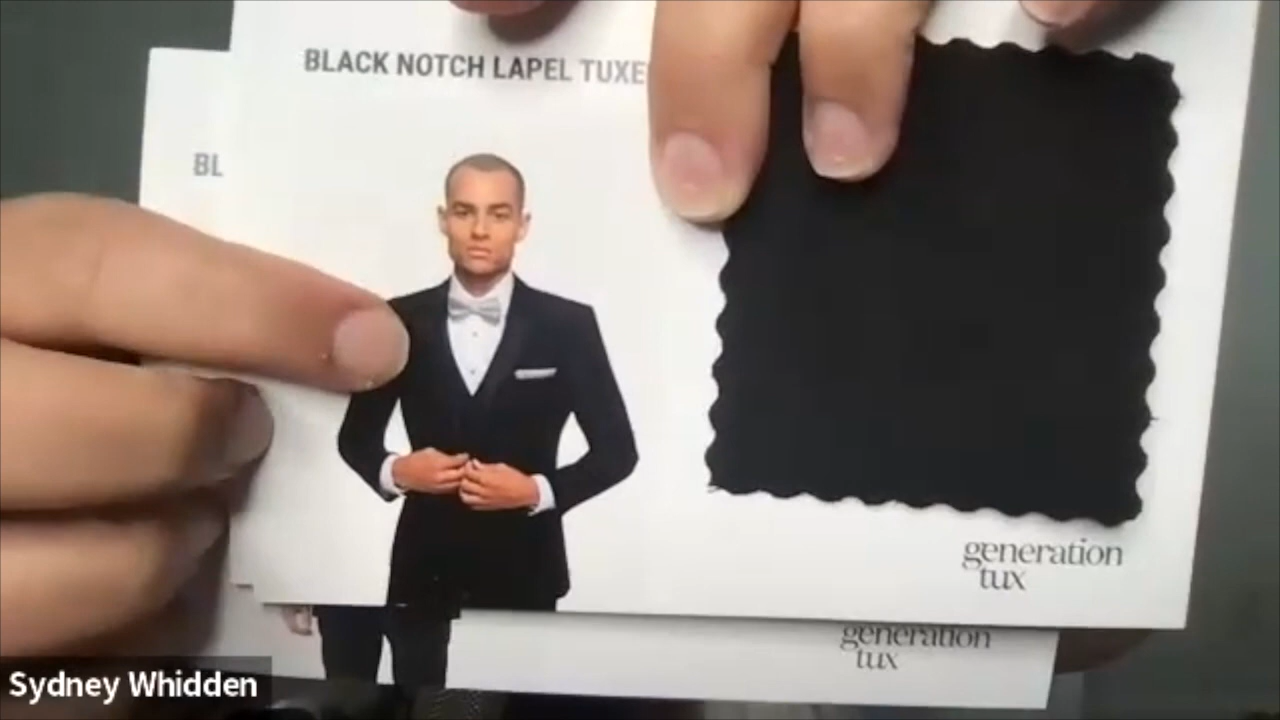 BLACK NOTCH LAPEL TUXE
BL
generation
tux
generation
tux
Sydney Whidden